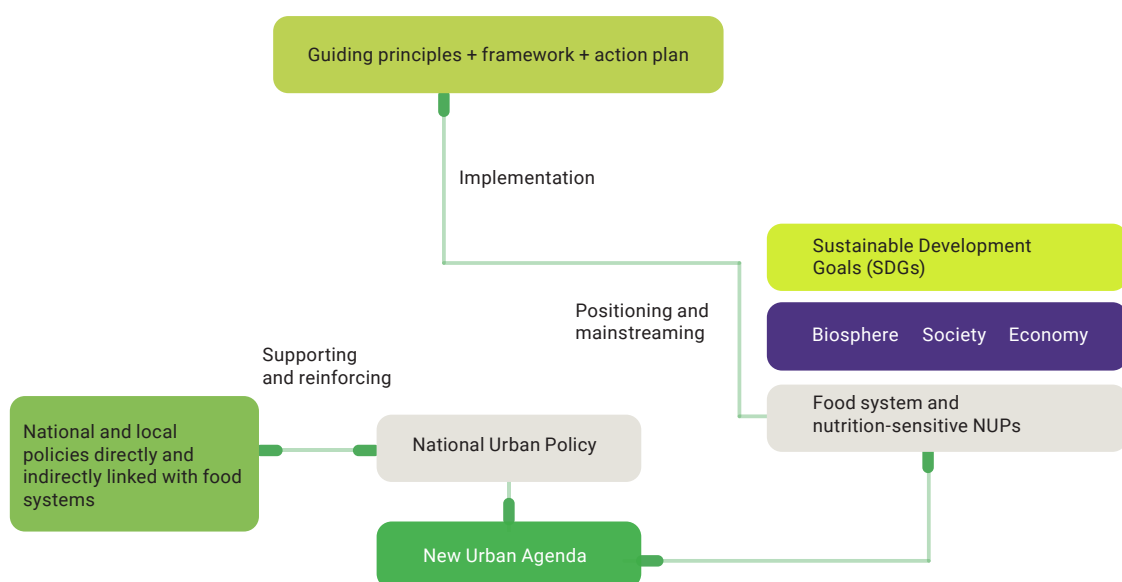 Guiding principles + framework + action plan
Implementation
Sustainable Development
Goals (SDGs)
Positioning and
mainstreaming
Biosphere Society Economy
Supporting
and reinforcing
Food system and
nutrition-sensitive NUPs
National and local
policies directly and
indirectly linked with food
systems
National Urban Policy
New Urban Agenda